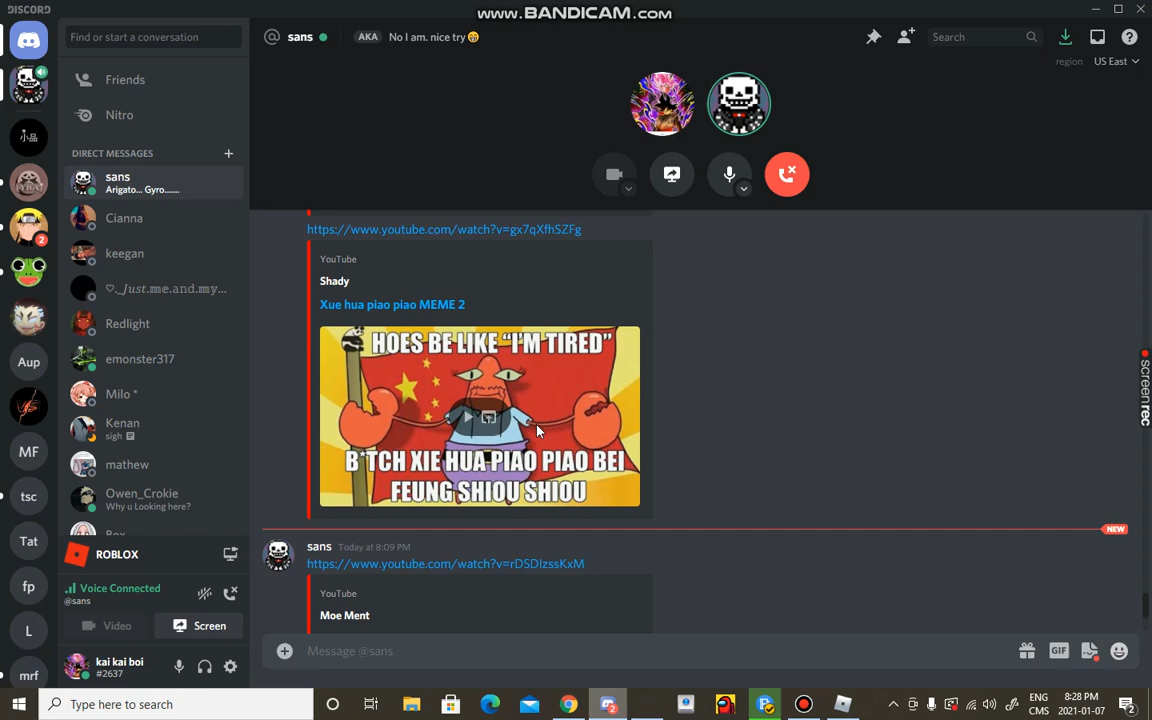 DISCORD
www.BANDICAM.com
Find or start a conversation
sans
AKA
No I am. nice try😁
Search
region
US East
Friends
Nitro
DIRECT MESSAGES
sans
Arigato... Gyro.......
Cianna
keegan
♡._𝘑𝘶𝘴𝘵.𝚖𝚎.𝚊𝚗𝚍.𝚖𝚢...
Redlight
emonster317
Milo *
Kenan
sigh
mathew
Owen_Crokie
Why u Looking here?
小品
2
Aup
MF
tsc
Tat
fp
L
mrf
ROBLOX
Voice Connected
@sans
Video
Screen
kai kai boi
#2637
https://www.youtube.com/watch?v=gx7qXfhSZFg
YouTube
Shady
Xue hua piao piao MEME 2
HOES BE LIKE “I'M TIRED”
B*TCH XIE HUA PIAO PIAO BEI
FEUNG SHIOU SHIOU
NEW
sans Today at 8:09 PM
https://www.youtube.com/watch?v=rDSDIzssKxM
YouTube
Moe Ment
Message @sans
GIF
screenrec
Type here to search
2
ENG
CMS
8:28 PM
2021-01-07
2